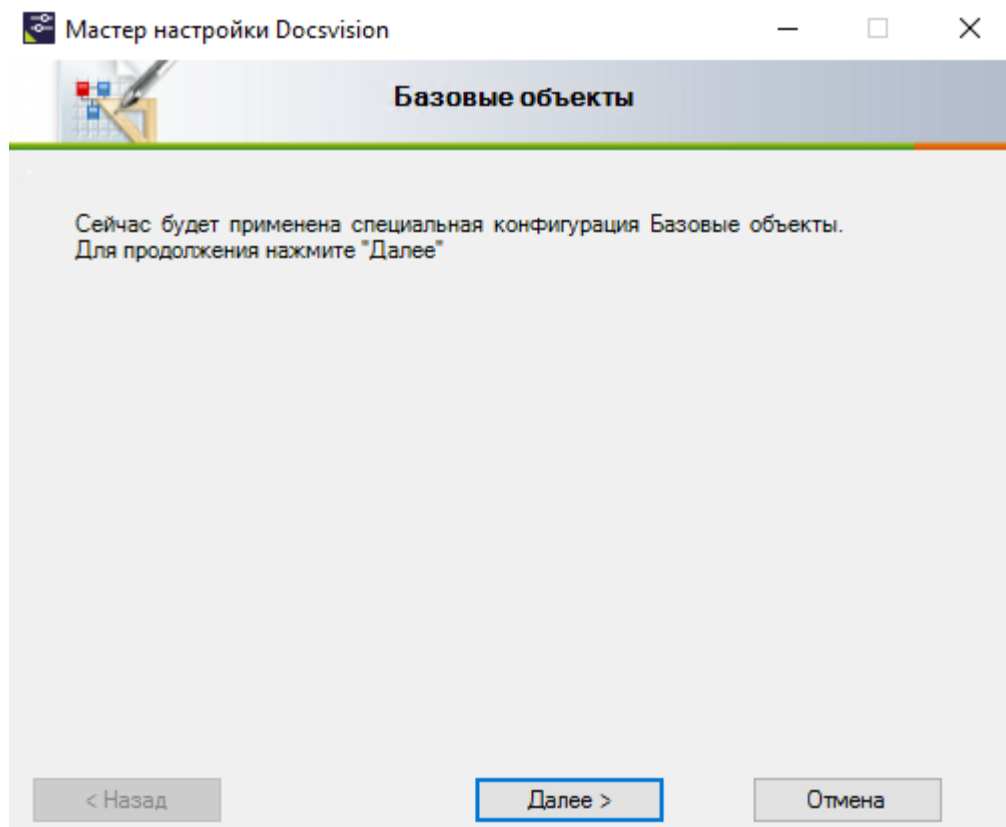 Мастер настройки Docsvision
Базовые объекты
Сейчас будет применена специальная конфигурация Базовые объекты.
Для продолжения нажмите "Далее"
< Назад
Далее >
Отмена